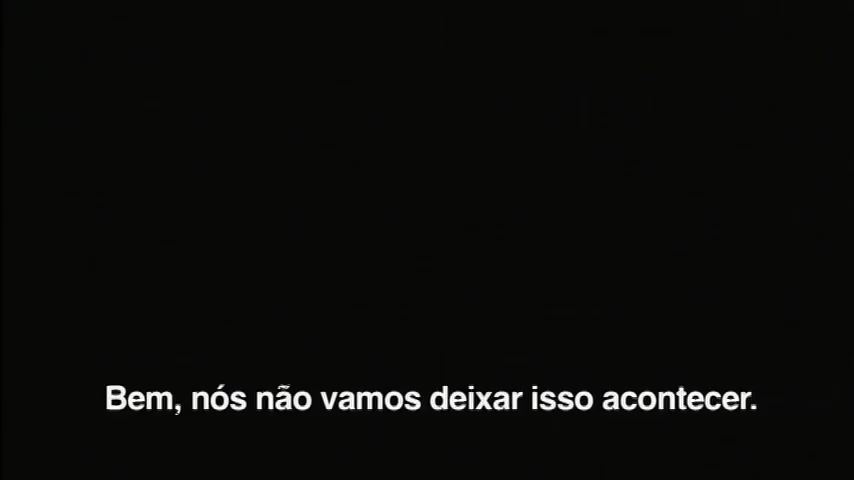 Bem, nós não vamos deixar isso acontecer.